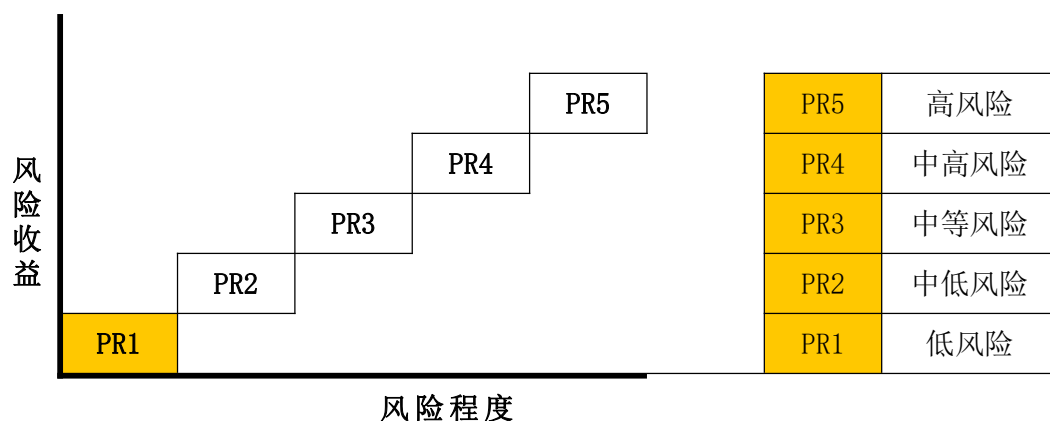 风险收益
PR5
PR4
PR3
PR2
PR1
风险程度
PR5 高风险
PR4 中高风险
PR3 中等风险
PR2 中低风险
PR1 低风险